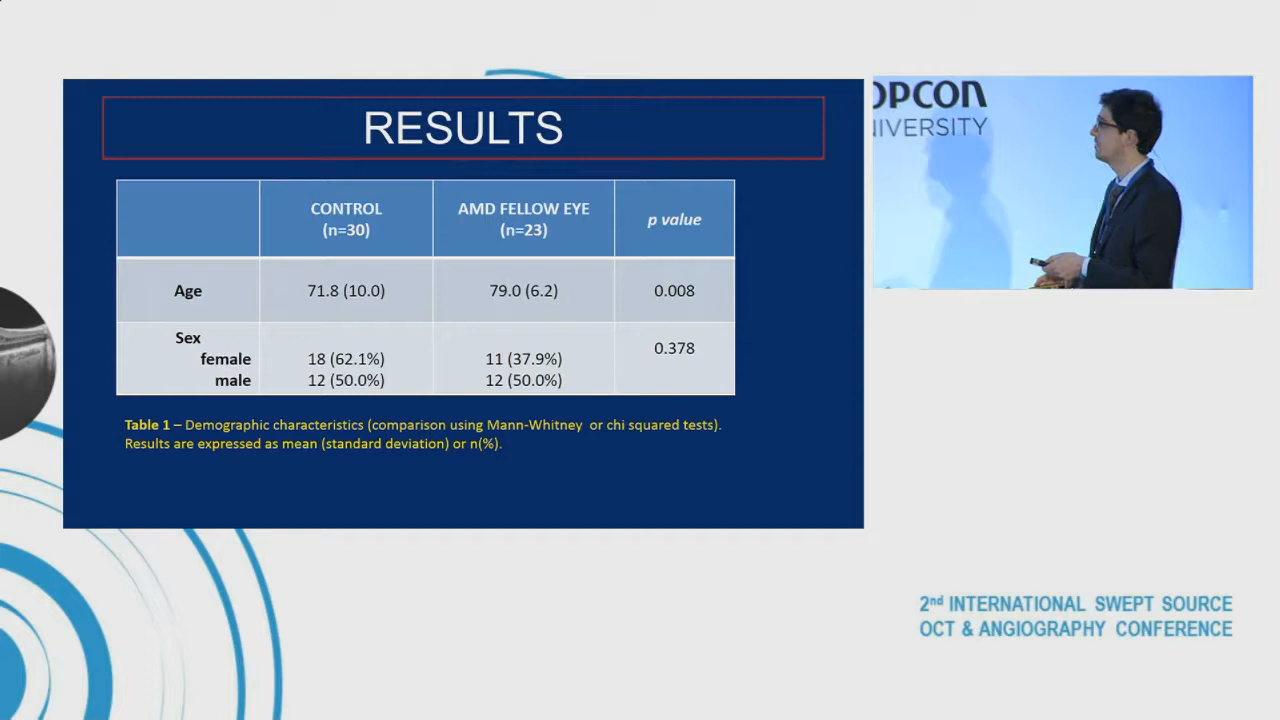 RESULTS
CONTROL
(n=30)
AMD FELLOW EYE
(n=23)
p value
Age
71.8 (10.0)
79.0 (6.2)
0.008
Sex
female
18 (62.1%)
11 (37.9%)
0.378
male
12 (50.0%)
12 (50.0%)
Table 1 – Demographic characteristics (comparison using Mann-Whitney or chi squared tests).
Results are expressed as mean (standard deviation) or n(%).
OPCON
NIVERSITY
2nd INTERNATIONAL SWEPT SOURCE
OCT & ANGIOGRAPHY CONFERENCE